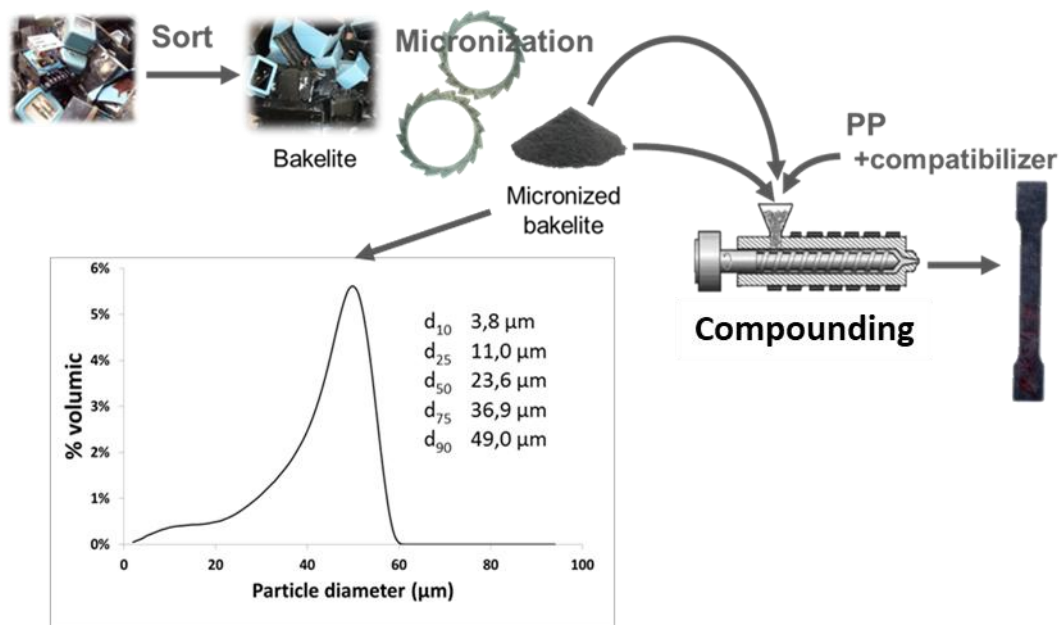 Sort
Micronization
Bakelite
Micronized
bakelite
PP
+compatibilizer
Compounding
6%
5%
4%
3%
2%
1%
0%
% volumic
d10 3,8 µm
d25 11,0 µm
d50 23,6 µm
d75 36,9 µm
d90 49,0 µm
0 20 40 60 80 100
Particle diameter (µm)